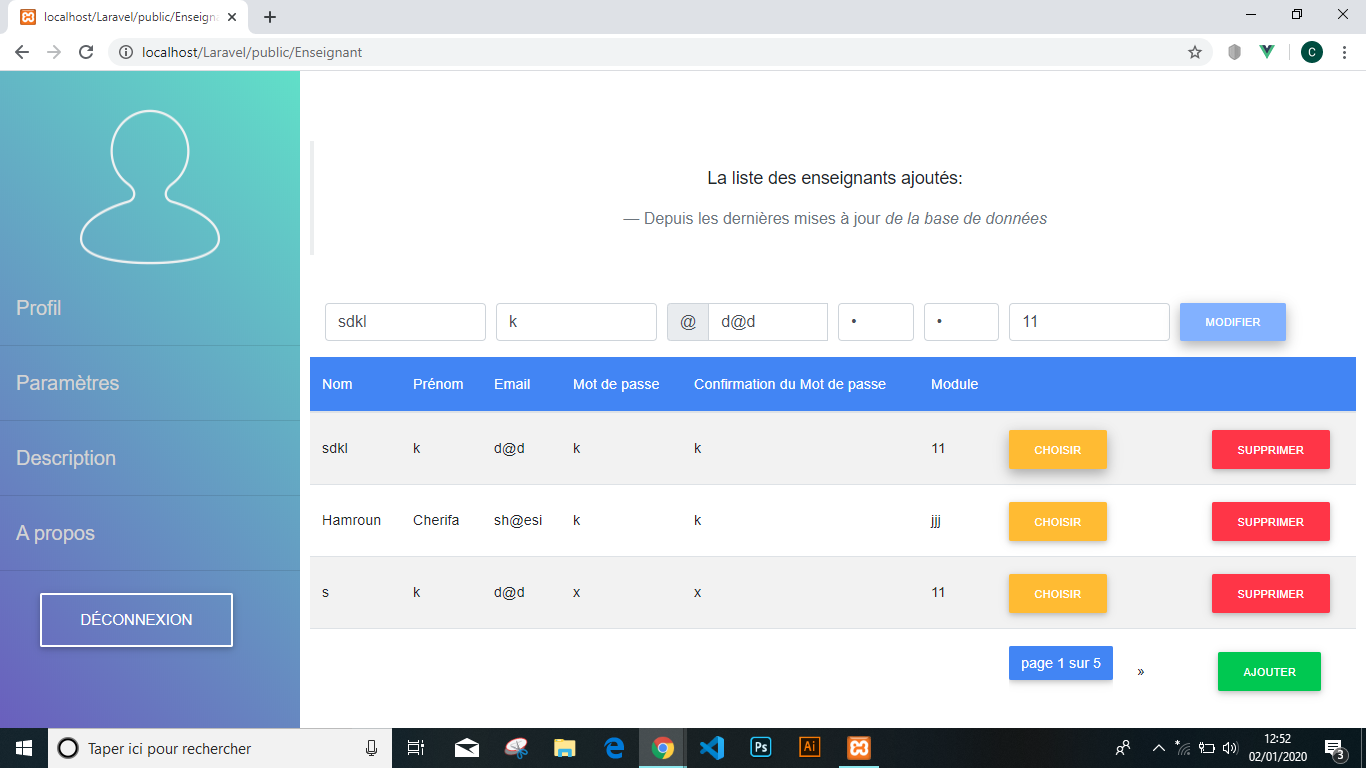 localhost/Laravel/public/Enseigna
localhost/Laravel/public/Enseignant
C
Profil
Paramètres
Description
A propos
DÉCONNEXION
La liste des enseignants ajoutés:
— Depuis les dernières mises à jour de la base de données
sdkl k @ d@d • • 11 MODIFIER
Nom Prénom Email Mot de passe Confirmation du Mot de passe Module
sdkl k d@d k k 11 CHOISIR SUPPRIMER
Hamroun Cherifa sh@esi k k jjj CHOISIR SUPPRIMER
s k d@d x x 11 CHOISIR SUPPRIMER
page 1 sur 5 » AJOUTER
Taper ici pour rechercher
Ps
Ai
12:52
02/01/2020
3